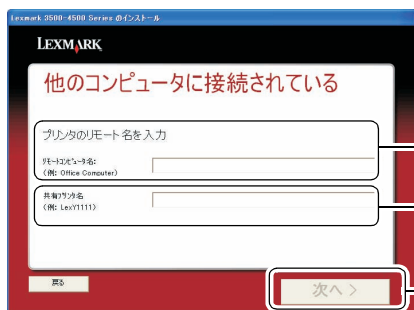 Lexmark 3500-4500 Series のインストール
LEXMARK
他のコンピュータに接続されている
プリンタのリモート名を入力
リモートコンピュータ名:
(例: Office Computer)
共有プリンタ名
(例: LexY1111)
戻る
次へ >